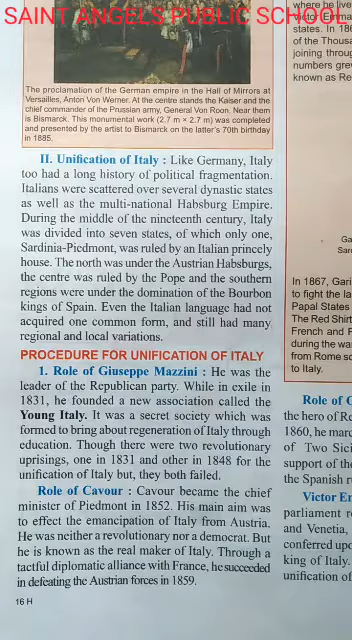 SAINT ANGELS PUBLIC SCHOOL
The proclamation of the German empire in the Hall of Mirrors at
Versailles, Anton Von Werner. At the centre stands the Kaiser and the
chief commander of the Prussian army, General Von Roon. Near them
is Bismarck. This monumental work (2.7 m × 2.7 m) was completed
and presented by the artist to Bismarck on the latter's 70th birthday
in 1885.
II. Unification of Italy : Like Germany, Italy
too had a long history of political fragmentation.
Italians were scattered over several dynastic states
as well as the multi-national Habsburg Empire.
During the middle of the nineteenth century, Italy
was divided into seven states, of which only one,
Sardinia-Piedmont, was ruled by an Italian princely
house. The north was under the Austrian Habsburgs,
the centre was ruled by the Pope and the southern
regions were under the domination of the Bourbon
kings of Spain. Even the Italian language had not
acquired one common form, and still had many
regional and local variations.
PROCEDURE FOR UNIFICATION OF ITALY
1. Role of Giuseppe Mazzini : He was the
leader of the Republican party. While in exile in
1831, he founded a new association called the
Young Italy. It was a secret society which was
formed to bring about regeneration of Italy through
education. Though there were two revolutionary
uprisings, one in 1831 and other in 1848 for the
unification of Italy but, they both failed.
Role of Cavour : Cavour became the chief
minister of Piedmont in 1852. His main aim was
to effect the emancipation of Italy from Austria.
He was neither a revolutionary nor a democrat. But
he is known as the real maker of Italy. Through a
tactful diplomatic alliance with France, he succeeded
in defeating the Austrian forces in 1859.
16 H
where he live
states. In 186
of the Thousa
joining throug
numbers grew
known as Re
Ga
Sar
In 1867, Gari
to fight the la
Papal States
The Red Shirt
French and P
during the wa
from Rome so
to Italy.
Role of G
the hero of Re
1860, he marc
of Two Sici
support of the
the Spanish r
Victor En
parliament re
and Venetia,
conferred upo
king of Italy.
unification of